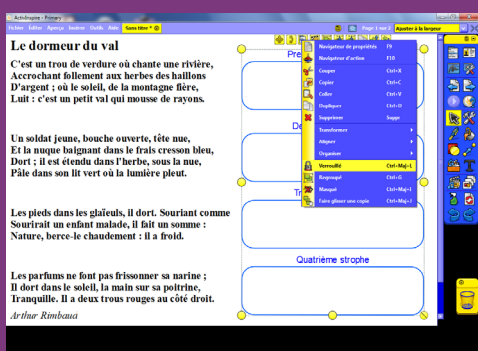 ActivInspire - Primary
Fichier Editer Aperçu Insérer Outils Aide Sans titre *
Page 1 sur 2 Ajuster à la largeur
Le dormeur du val
C'est un trou de verdure où chante une rivière,
Accrochant follement aux herbes des haillons
D'argent ; où le soleil, de la montagne fière,
Luit : c'est un petit val qui mousse de rayons.
Un soldat jeune, bouche ouverte, tête nue,
Et la nuque baignant dans le frais cresson bleu,
Dort ; il est étendu dans l'herbe, sous la nue,
Pâle dans son lit vert où la lumière pleut.
Les pieds dans les glaïeuls, il dort. Souriant comme
Sourirait un enfant malade, il fait un somme :
Nature, berce-le chaudement : il a froid.
Les parfums ne font pas frissonner sa narine ;
Il dort dans le soleil, la main sur sa poitrine,
Tranquille. Il a deux trous rouges au côté droit.
Arthur Rimbaud
Pre
De
Tr
Quatrième strophe
Navigateur de propriétés F9
Navigateur d'action F10
Couper Ctrl+X
Copier Ctrl+C
Coller Ctrl+V
Dupliquer Ctrl+D
Supprimer Suppr
Transformer
Aligner
Organiser
Verrouillé Ctrl+Maj+L
Regroupé Ctrl+G
Masqué Ctrl+Maj+H
Faire glisser une copie Ctrl+Maj+J